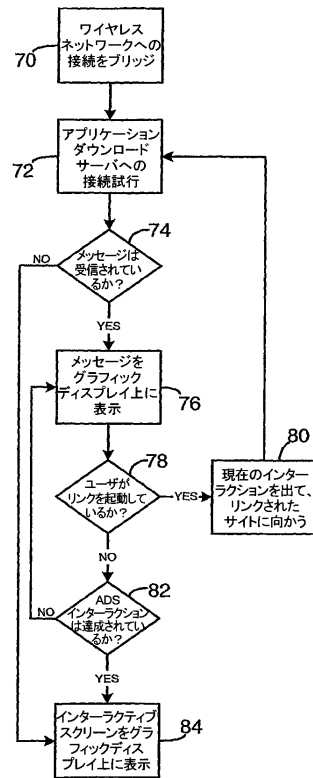 ワイヤレス
ネットワークへの
接続をブリッジ
70
アプリケーション
ダウンロード
サーバへの
接続試行
72
74
メッセージは
受信されてい
るか?
NO
YES
メッセージを
グラフィック
ディスプレイ上に
表示
76
78
ユーザが
リンクを起動して
いるか?
YES
80
現在のインター
ラクションを出て、
リンクされた
サイトに向かう
NO
82
ADS
インターラクション
は達成されてい
るか?
NO
YES
インターラクティブ
スクリーンをグラ
フィックディス
プレイ上に表示
84